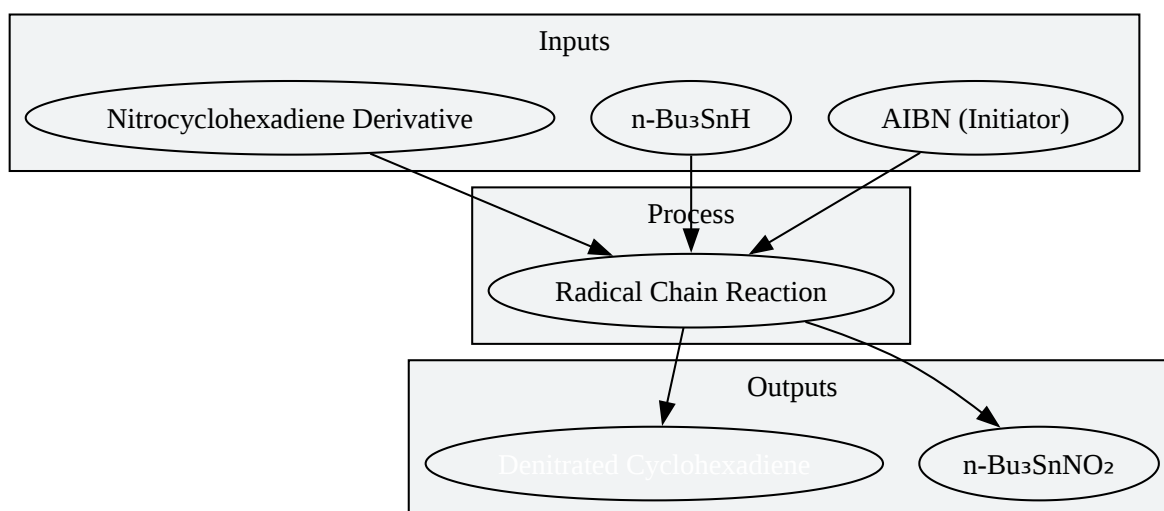 Inputs
Nitrocyclohexadiene Derivative
n-Bu₃SnH
AIBN (Initiator)
Process
Radical Chain Reaction
Outputs
Denitrated Cyclohexadiene
n-Bu₃SnNO₂